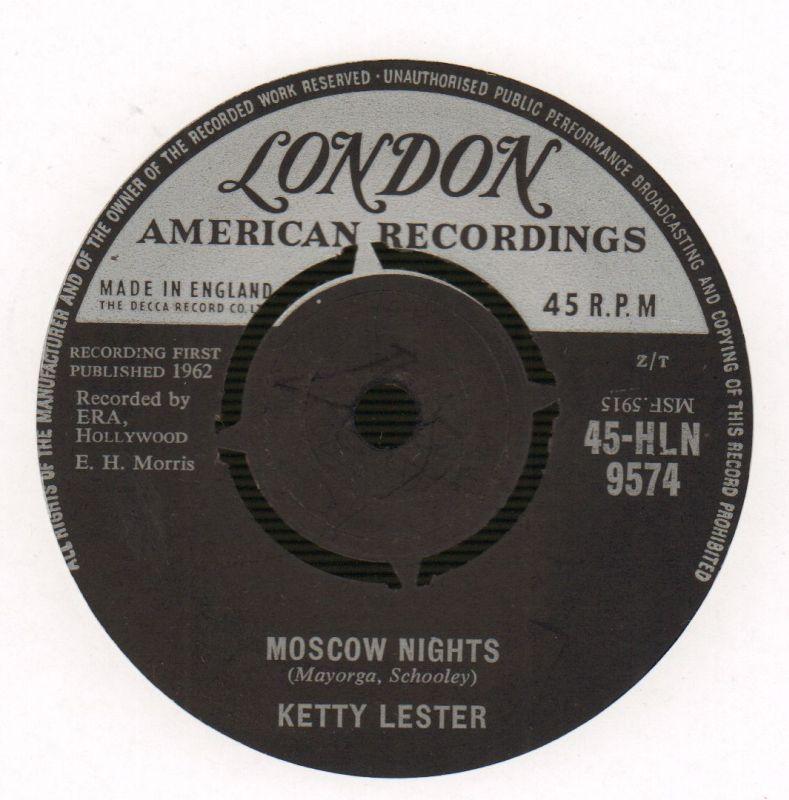 ALL RIGHTS OF THE MANUFACTURER AND OF THE OWNER OF THE RECORDED WORK RESERVED · UNAUTHORISED PUBLIC PERFORMANCE BROADCASTING AND COPYING OF THIS RECORD PROHIBITED
LONDON
AMERICAN RECORDINGS
MADE IN ENGLAND
THE DECCA RECORD CO. L
45 R.P.M
RECORDING FIRST
PUBLISHED 1962
Recorded by
ERA,
HOLLYWOOD
E. H. Morris
Z/T
MSF.5915
45-HLN
9574
MOSCOW NIGHTS
(Mayorga, Schooley)
KETTY LESTER